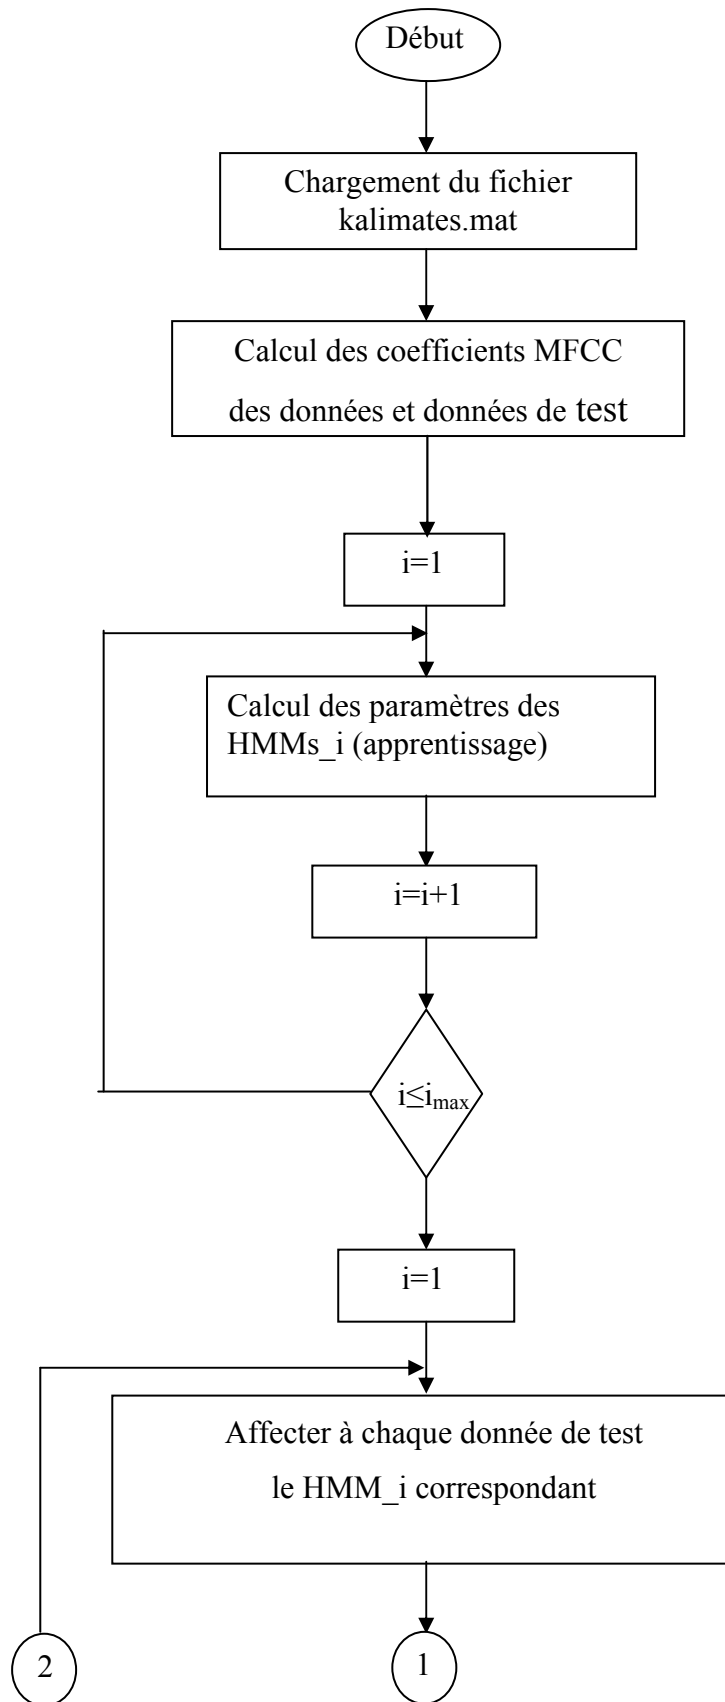 Début
Chargement du fichier
kalimates.mat
Calcul des coefficients MFCC
des données et données de test
i=1
Calcul des paramètres des
HMMs_i (apprentissage)
i=i+1
i≤imax
i=1
Affecter à chaque donnée de test
le HMM_i correspondant
2
1